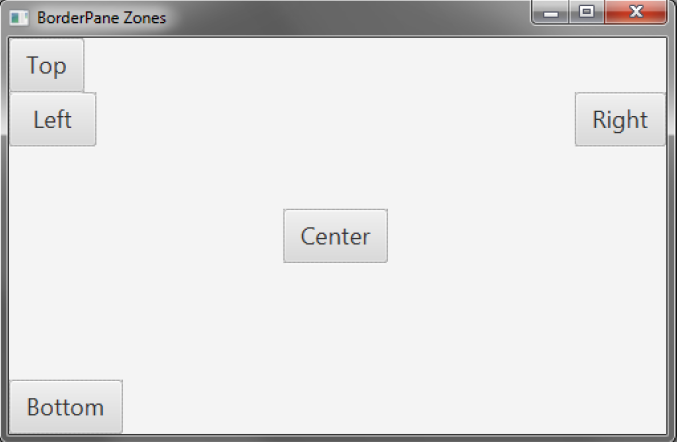 BorderPane Zones
Top
Left
Right
Center
Bottom